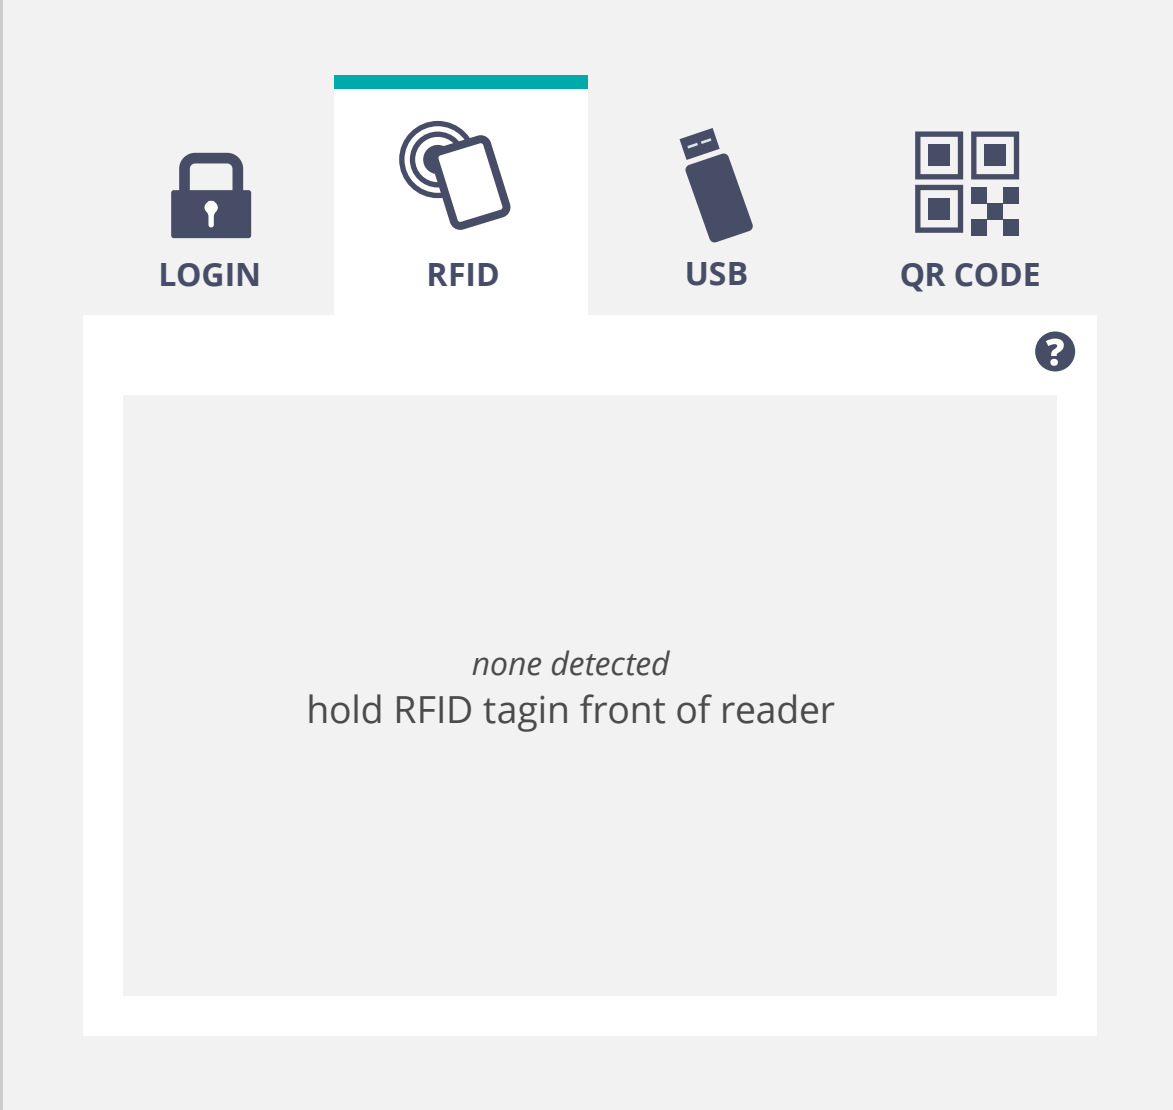 LOGIN
RFID
USB
QR CODE
?
none detected
hold RFID tagin front of reader